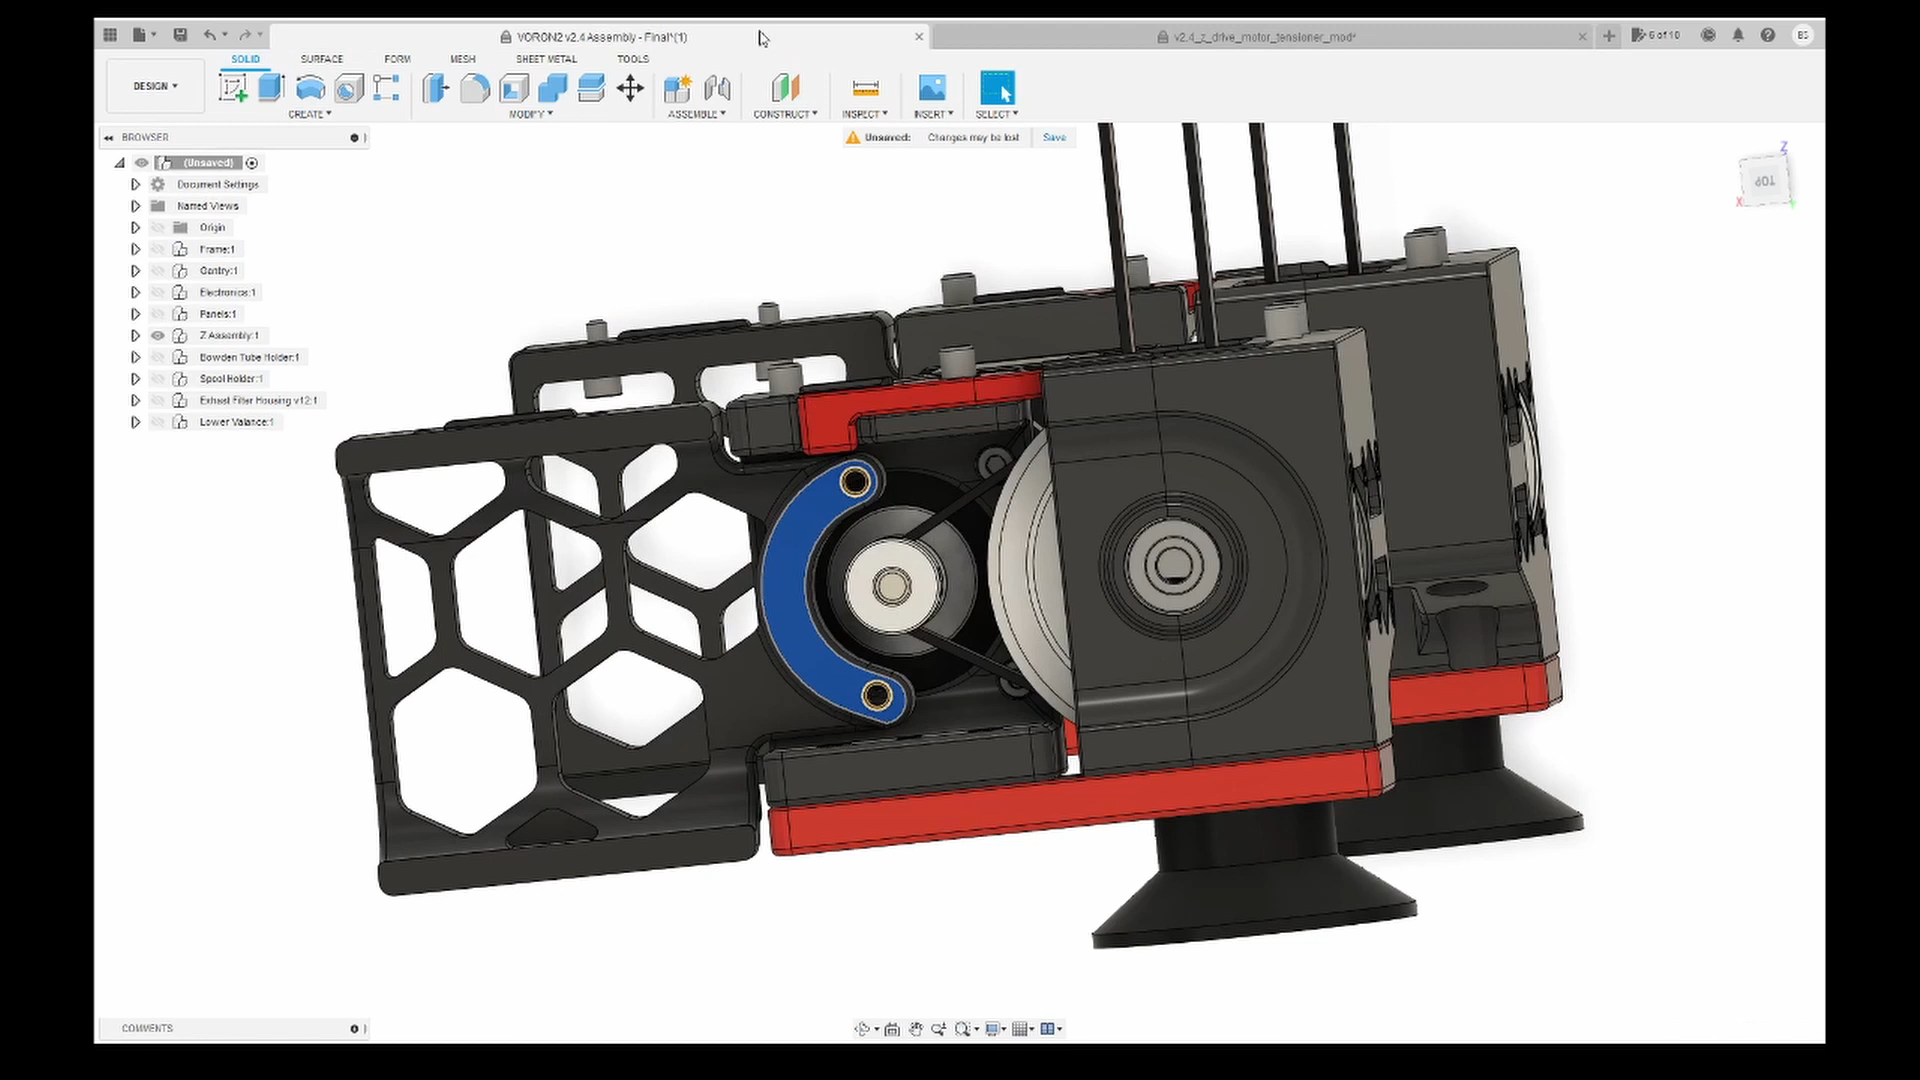 VORON2 v2.4 Assembly - Final*(1)
v2.4_z_drive_motor_tensioner_mod*
6 of 10
BS
DESIGN
SOLID
SURFACE
FORM
MESH
SHEET METAL
TOOLS
CREATE
MODIFY
ASSEMBLE
CONSTRUCT
INSPECT
INSERT
SELECT
BROWSER
Unsaved:
Changes may be lost
Save
(Unsaved)
Document Settings
Named Views
Origin
Frame:1
Gantry:1
Electronics:1
Panels:1
Z Assembly:1
Bowden Tube Holder:1
Spool Holder:1
Exhast Filter Housing v12:1
Lower Valance:1
Z
TOP
X
COMMENTS